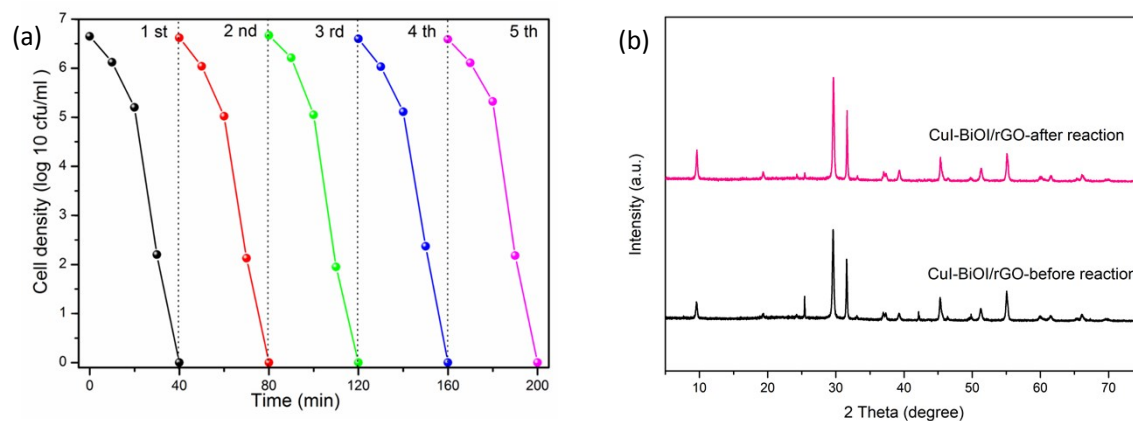 (a)
1 st
2 nd
3 rd
4 th
5 th
7
6
5
4
3
2
1
0
Cell density (log 10 cfu/ml)
0
40
80
120
160
200
Time (min)
(b)
CuI-BiOI/rGO-after reaction
CuI-BiOI/rGO-before reaction
Intensity (a.u.)
10
20
30
40
50
60
70
2 Theta (degree)